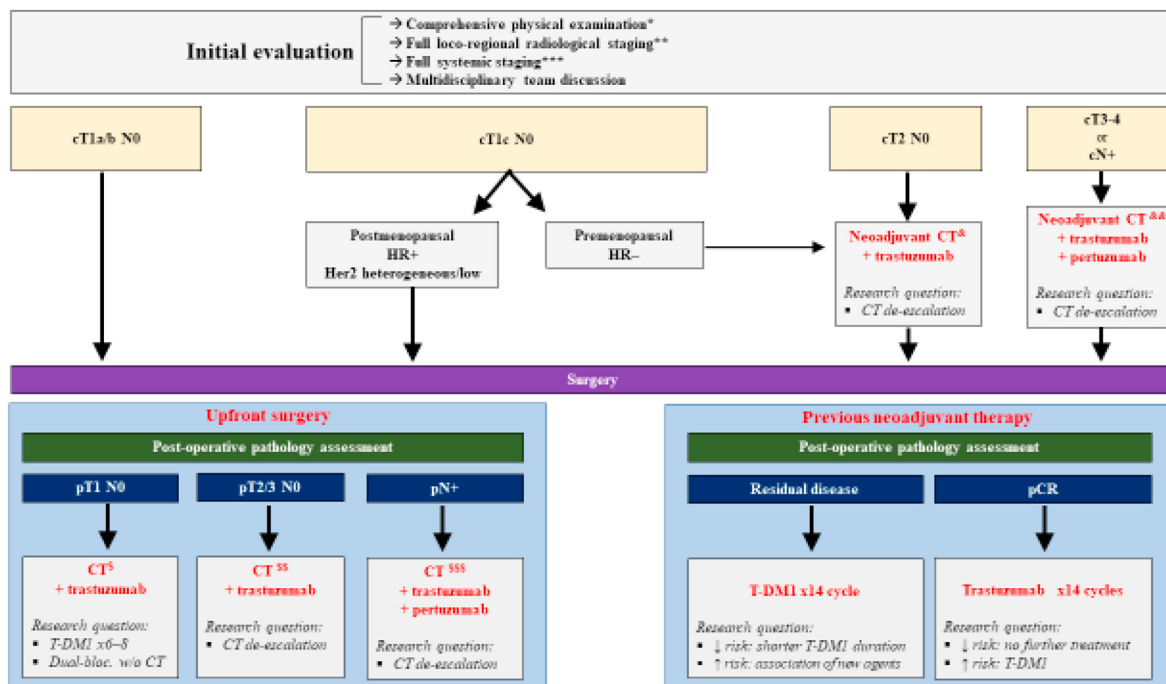 Initial evaluation
→ Comprehensive physical examination*
→ Full loco-regional radiological staging**
→ Full systemic staging***
→ Multidisciplinary team discussion
cT1a/b N0
cT1c N0
cT2 N0
cT3-4
or
cN+
Postmenopausal
HR+
Her2 heterogeneous/low
Premenopausal
HR–
Neoadjuvant CT&
+ trastuzumab
Research question:
▪ CT de-escalation
Neoadjuvant CT &&
+ trastuzumab
+ pertuzumab
Research question:
▪ CT de-escalation
Surgery
Upfront surgery
Post-operative pathology assessment
pT1 N0
pT2/3 N0
pN+
CT$
+ trastuzumab
Research question:
▪ T-DM1 x6–8
▪ Dual-bloc. w/o CT
CT $$
+ trastuzumab
Research question:
▪ CT de-escalation
CT $$$
+ trastuzumab
+ pertuzumab
Research question:
▪ CT de-escalation
Previous neoadjuvant therapy
Post-operative pathology assessment
Residual disease
pCR
T-DM1 x14 cycle
Research question:
▪ ↓ risk: shorter T-DM1 duration
▪ ↑ risk: association of new agents
Trastuzumab x14 cycles
Research question:
▪ ↓ risk: no further treatment
▪ ↑ risk: T-DM1